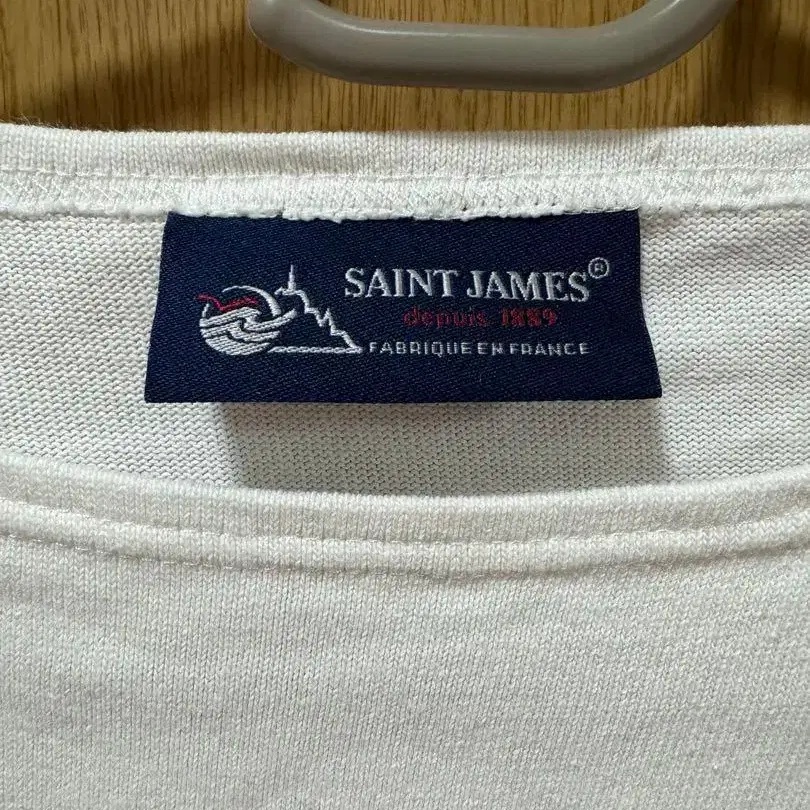 SAINT JAMES®
depuis 1889
FABRIQUE EN FRANCE